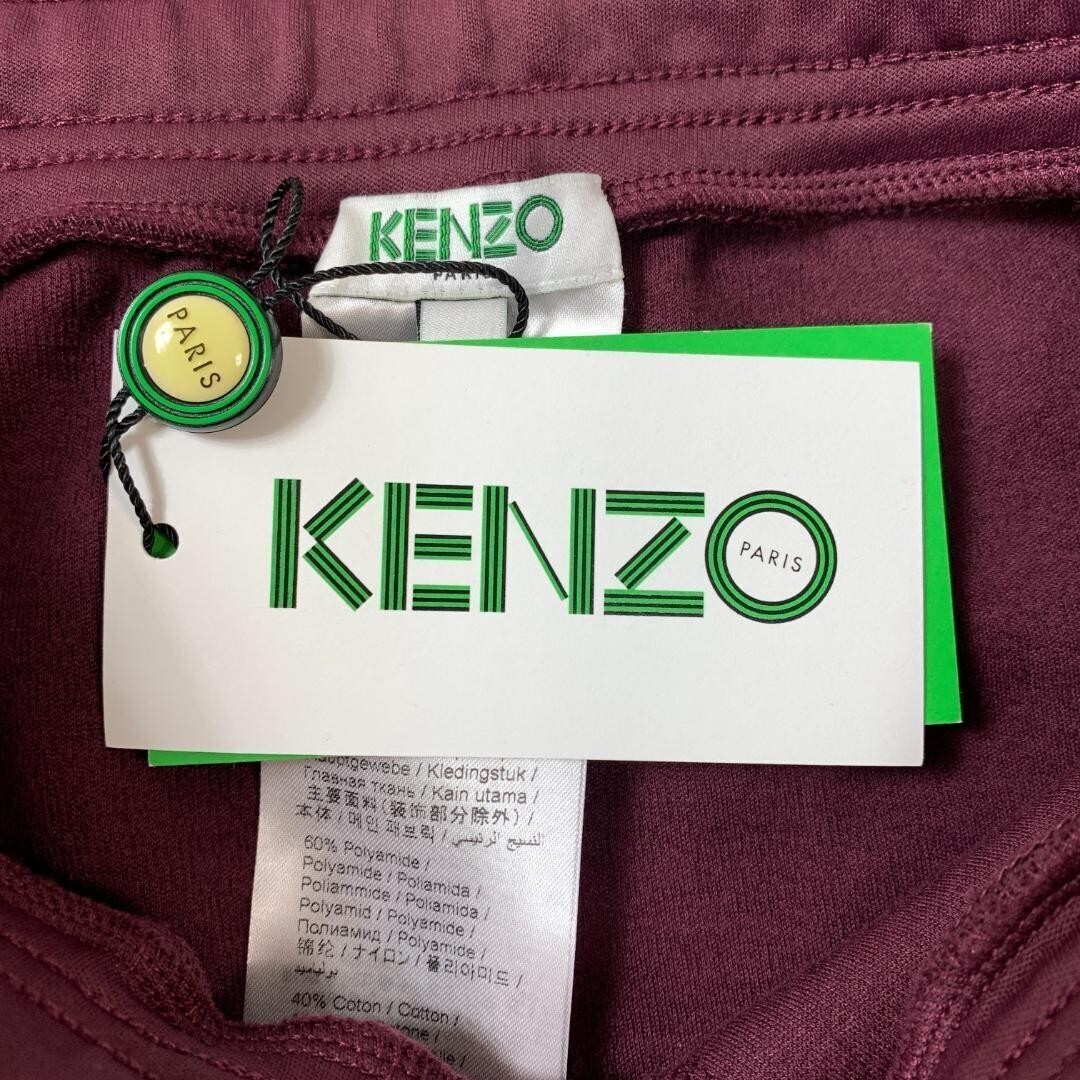 KENZO
PARIS
PARIS
KENZO
PARIS
Hauptgewebe / Kledingstuk /
Главная ткань / Kain utama /
主要面料(装饰部分除外) /
本体 / 메인 패브릭 / النسيج الرئيسي
60% Polyamide /
Polyamide / Poliamida /
Poliammide / Poliamida /
Polyamid / Polyamide /
Полиамид / Polyamide /
锦纶 / ナイロン / 폴리아미드 /
بولياميد
40% Coton / Cotton /